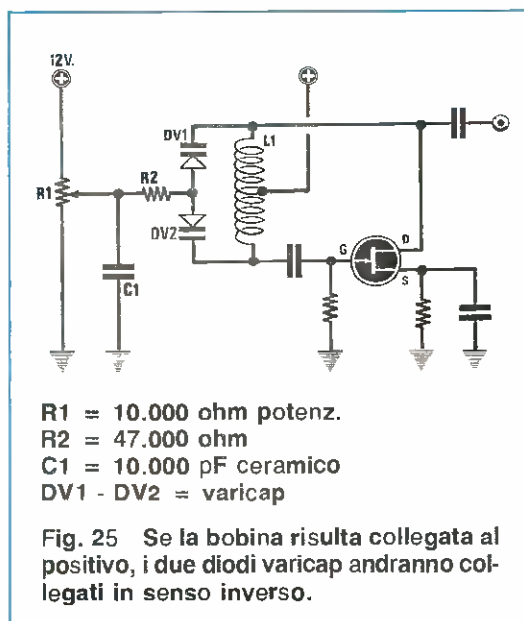 12V.
DV1
L1
R2
R1
DV2
C1
G
D
S
R1 = 10.000 ohm potenz.
R2 = 47.000 ohm
C1 = 10.000 pF ceramico
DV1 - DV2 = varicap
Fig. 25 Se la bobina risulta collegata al
positivo, i due diodi varicap andranno col-
legati in senso inverso.